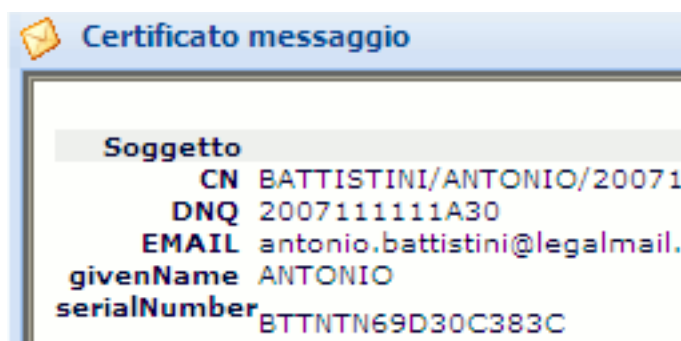 Certificato messaggio
Soggetto
CN BATTISTINI/ANTONIO/20071
DNQ 2007111111A30
EMAIL antonio.battistini@legalmail.
givenName ANTONIO
serialNumber BTTNTN69D30C383C